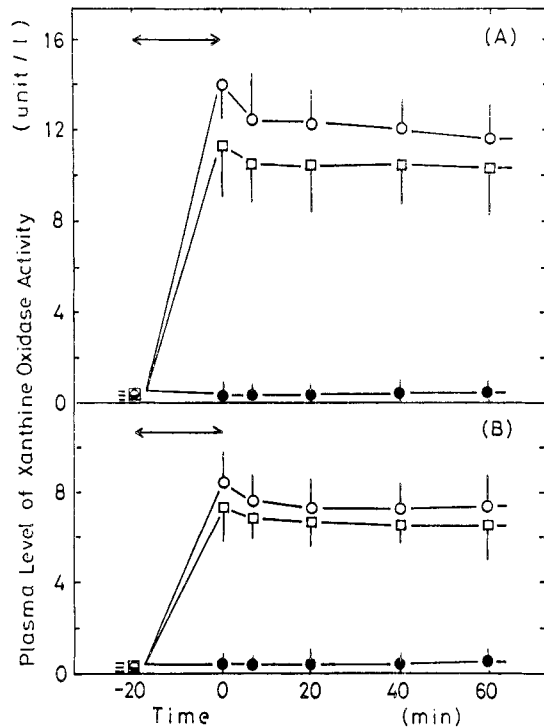 Plasma Level of Xanthine Oxidase Activity (unit/l)
(A)
16
12
8
4
0
(B)
8
4
0
-20 0 20 40 60
Time (min)